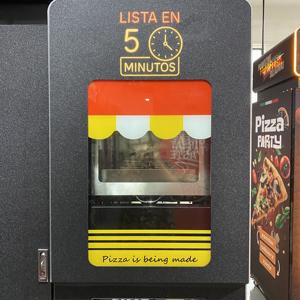 LISTA EN
5
MINUTOS
Pizza is being made
Pizza
PARTY